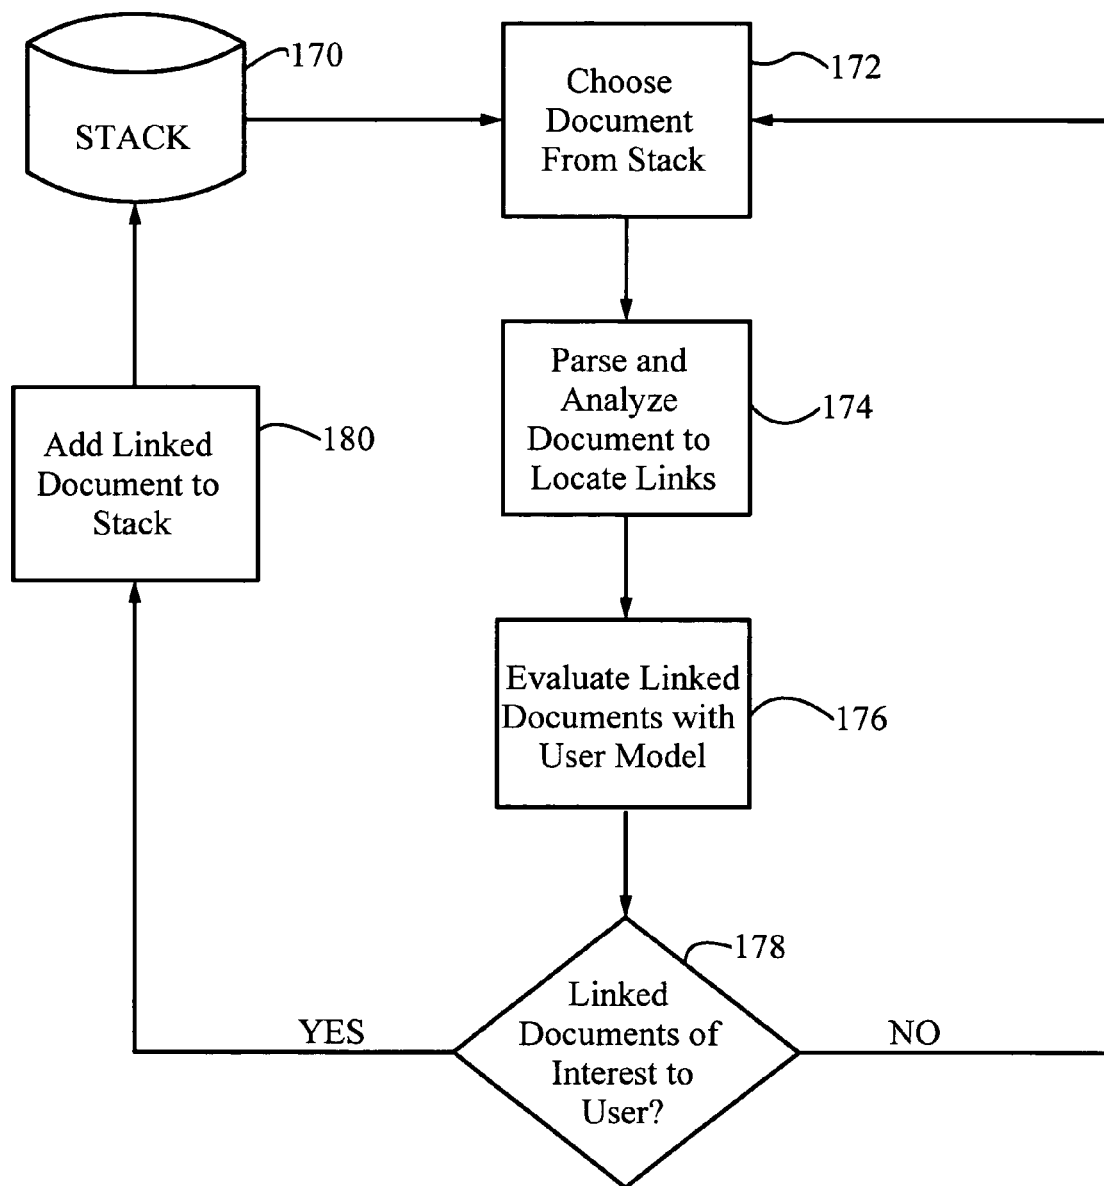 170
STACK
Choose
Document
From Stack
172
Parse and
Analyze
Document to
Locate Links
174
Add Linked
Document to
Stack
180
Evaluate Linked
Documents with
User Model
176
178
Linked
Documents of
Interest to
User?
YES
NO